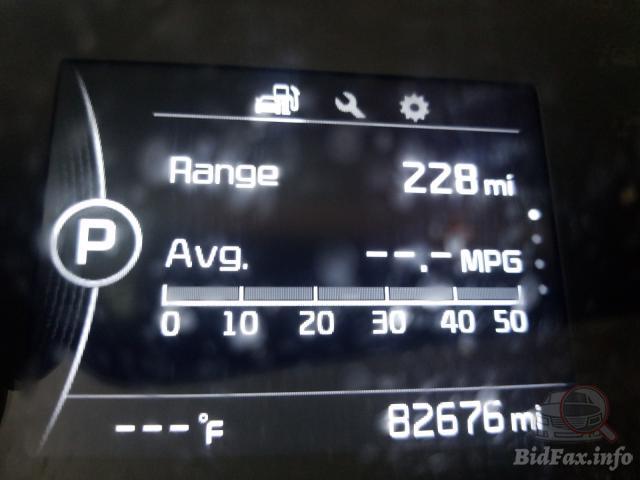 Range 228 mi
P
Avg. --.- MPG
0 10 20 30 40 50
---°F 82676 mi
BidFax.info